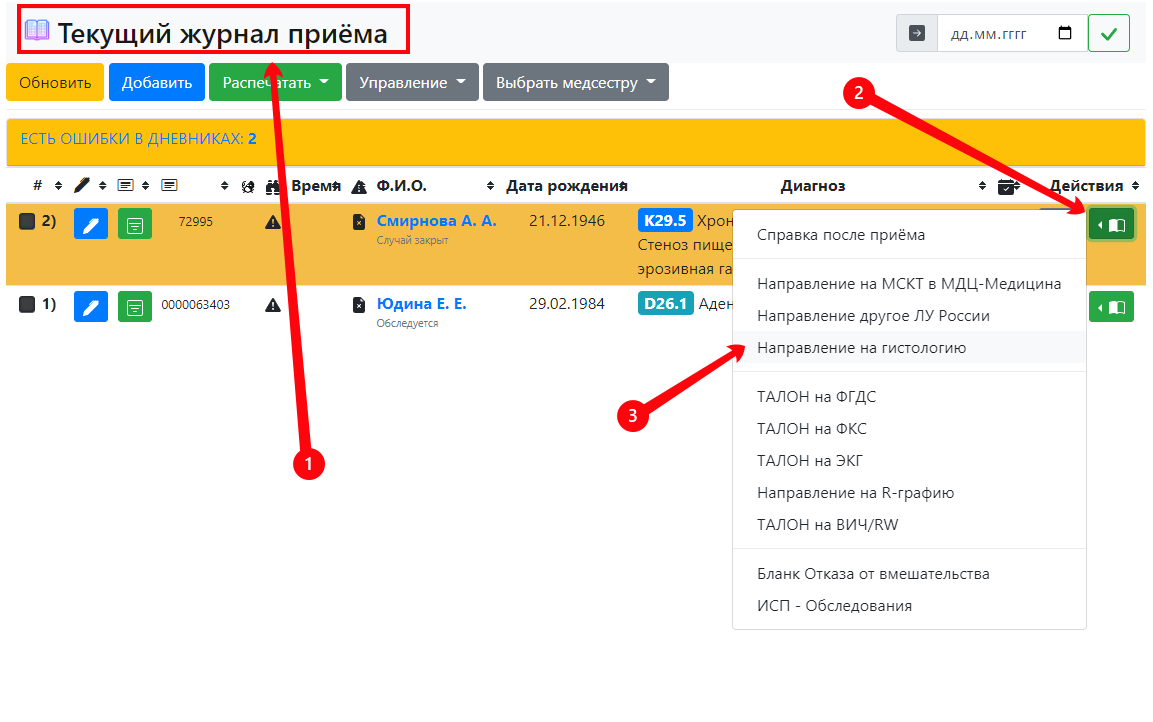 Текущий журнал приёма
дд.мм.гггг
Обновить Добавить Распечатать Управление Выбрать медсестру
2
ЕСТЬ ОШИБКИ В ДНЕВНИКАХ: 2
# Время Ф.И.О. Дата рождения Диагноз Действия
2) 72995 Смирнова А. А. 21.12.1946 K29.5 Хрон
Случай закрыт
Стеноз пище
эрозивная га
1) 0000063403 Юдина Е. Е. 29.02.1984 D26.1 Аден
Обследуется
Справка после приёма
Направление на МСКТ в МДЦ-Медицина
Направление другое ЛУ России
Направление на гистологию
3
ТАЛОН на ФГДС
ТАЛОН на ФКС
1
ТАЛОН на ЭКГ
Направление на R-графию
ТАЛОН на ВИЧ/RW
Бланк Отказа от вмешательства
ИСП - Обследования